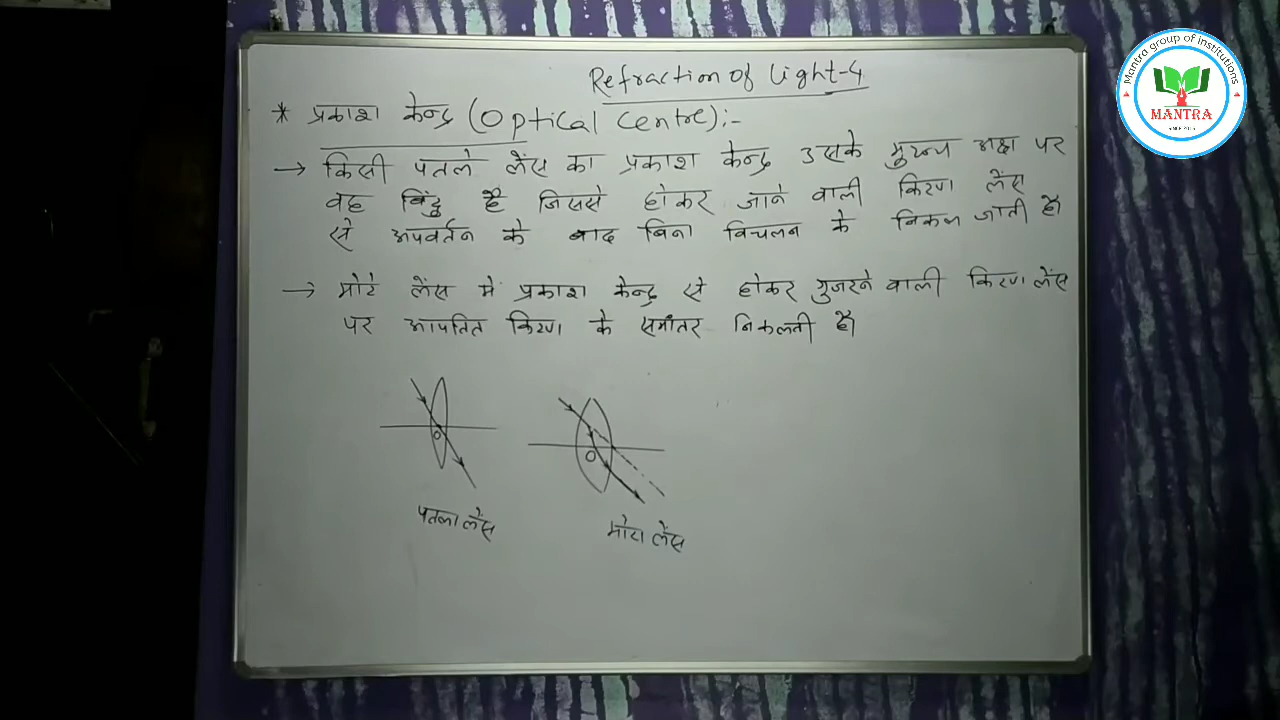 Refraction of light-4
* प्रकाश केन्द्र (Optical Centre):-
→ किसी पतले लेंस का प्रकाश केन्द्र उसके मुख्य अक्ष पर
वह बिंदु है जिससे होकर जाने वाली किरण लेंस
से अपवर्तन के बाद बिना विचलन के निकल जाती है।
→ मोटे लेंस में प्रकाश केन्द्र से होकर गुजरने वाली किरण लेंस
पर आपतित किरण के समांतर निकलती है।
O
O
पतला लेंस
मोटा लेंस
Mantra group of Institutions
MANTRA